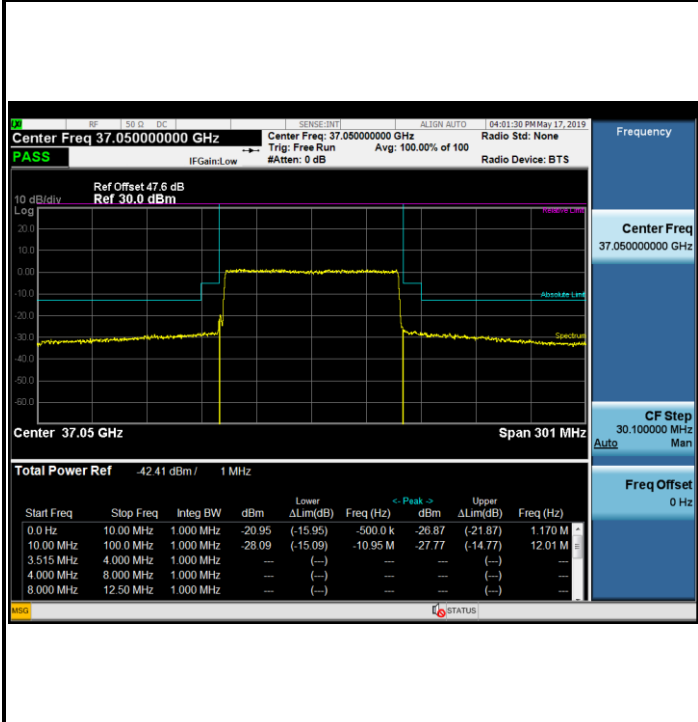 RF 50 Ω DC SENSE:INT ALIGN AUTO 04:01:30 PM May 17, 2019
Center Freq 37.050000000 GHz Center Freq: 37.050000000 GHz Radio Std: None
PASS IFGain:Low Trig: Free Run Avg: 100.00% of 100
#Atten: 0 dB Radio Device: BTS
Ref Offset 47.6 dB
10 dB/div Ref 30.0 dBm
Log
Relative Limit
20.0
10.0
0.00
-10.0
Absolute Limit
-20.0
-30.0
Spectrum
-40.0
-50.0
-60.0
Center 37.05 GHz Span 301 MHz
Total Power Ref -42.41 dBm / 1 MHz
Lower <- Peak -> Upper
Start Freq Stop Freq Integ BW dBm ΔLim(dB) Freq (Hz) dBm ΔLim(dB) Freq (Hz)
0.0 Hz 10.00 MHz 1.000 MHz -20.95 (-15.95) -500.0 k -26.87 (-21.87) 1.170 M
10.00 MHz 100.0 MHz 1.000 MHz -28.09 (-15.09) -10.95 M -27.77 (-14.77) 12.01 M
3.515 MHz 4.000 MHz 1.000 MHz --- (---) --- --- (---) ---
4.000 MHz 8.000 MHz 1.000 MHz --- (---) --- --- (---) ---
8.000 MHz 12.50 MHz 1.000 MHz --- (---) --- --- (---) ---
MSG STATUS
Frequency
Center Freq
37.050000000 GHz
CF Step
30.100000 MHz
Auto Man
Freq Offset
0 Hz